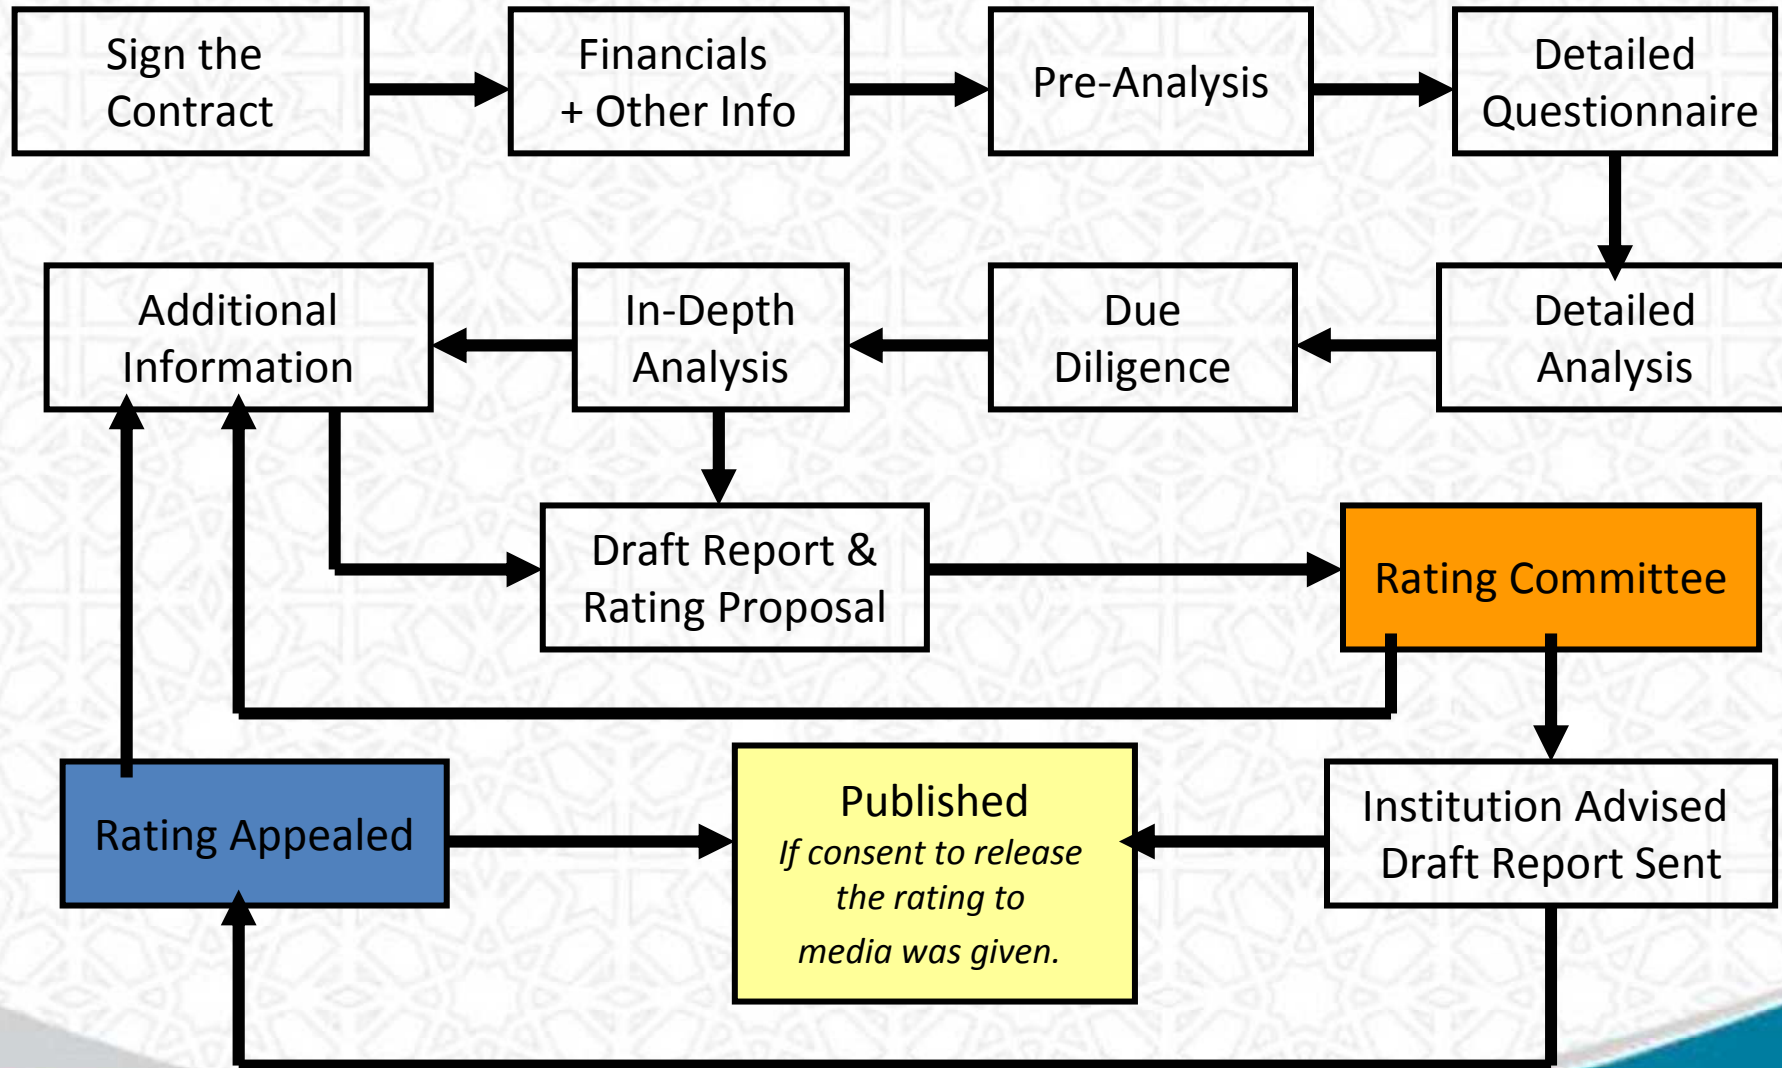 Sign the
Contract
Financials
+ Other Info
Pre-Analysis
Detailed
Questionnaire
Additional
Information
In-Depth
Analysis
Due
Diligence
Detailed
Analysis
Draft Report &
Rating Proposal
Rating Committee
Rating Appealed
Published
If consent to release
the rating to
media was given.
Institution Advised
Draft Report Sent